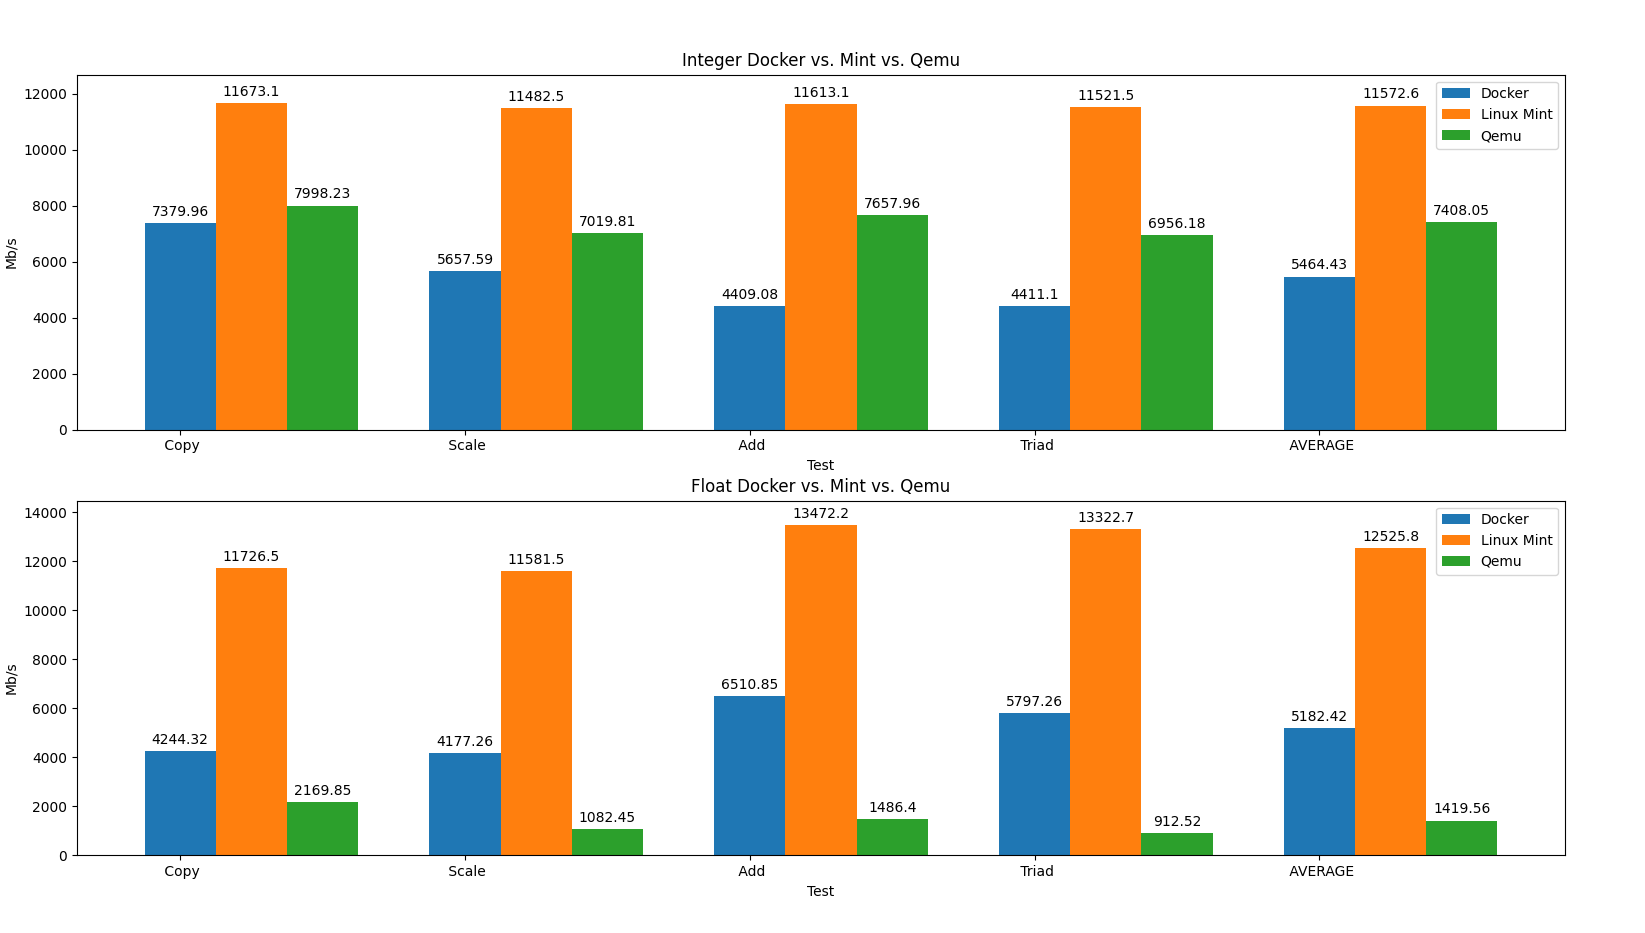 Integer Docker vs. Mint vs. Qemu
Mb/s
12000
10000
8000
6000
4000
2000
0
7379.96
11673.1
7998.23
5657.59
11482.5
7019.81
4409.08
11613.1
7657.96
4411.1
11521.5
6956.18
5464.43
11572.6
7408.05
Docker
Linux Mint
Qemu
Copy
Scale
Add
Triad
AVERAGE
Test
Float Docker vs. Mint vs. Qemu
Mb/s
14000
12000
10000
8000
6000
4000
2000
0
4244.32
11726.5
2169.85
4177.26
11581.5
1082.45
6510.85
13472.2
1486.4
5797.26
13322.7
912.52
5182.42
12525.8
1419.56
Docker
Linux Mint
Qemu
Copy
Scale
Add
Triad
AVERAGE
Test